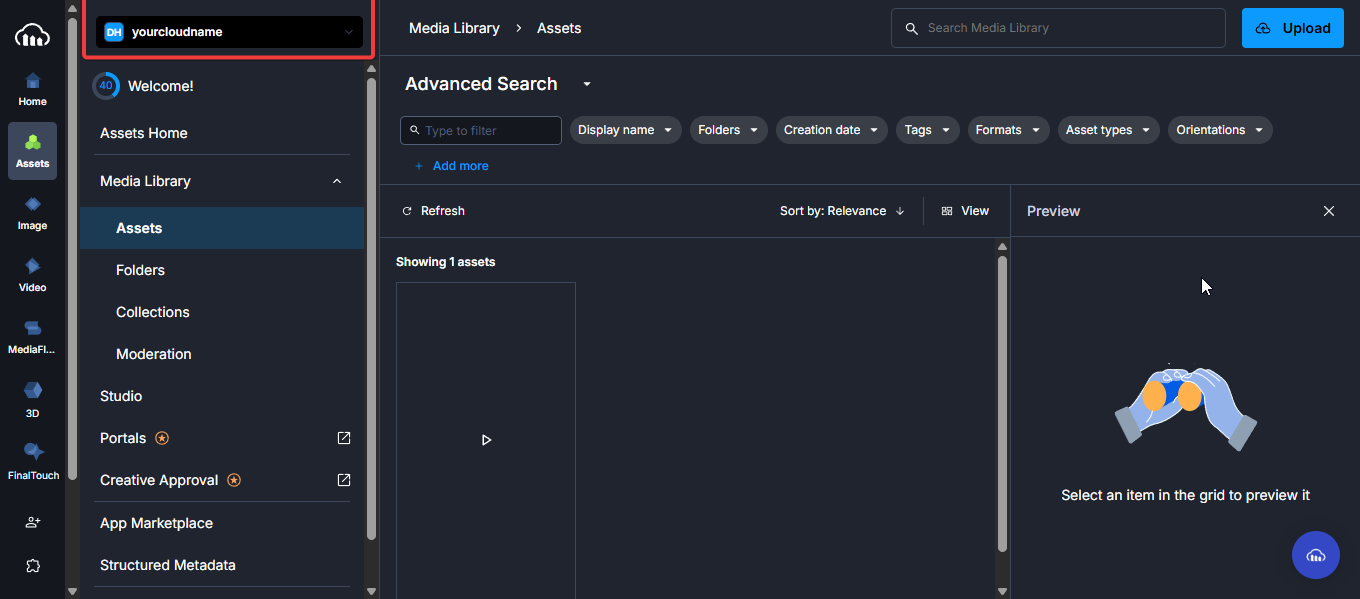 DH yourcloudname
Home
Assets
Image
Video
MediaFl...
3D
FinalTouch
40 Welcome!
Assets Home
Media Library
Assets
Folders
Collections
Moderation
Studio
Portals
Creative Approval
App Marketplace
Structured Metadata
Media Library > Assets
Search Media Library
Upload
Advanced Search
Type to filter
Display name
Folders
Creation date
Tags
Formats
Asset types
Orientations
+ Add more
Refresh
Sort by: Relevance ↓
View
Showing 1 assets
Preview
Select an item in the grid to preview it